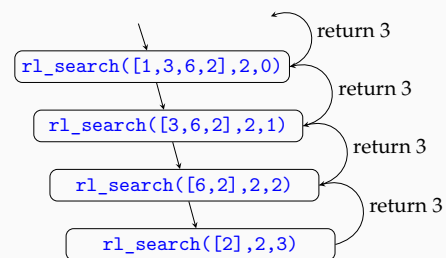 return 3
rl_search([1,3,6,2],2,0)
return 3
rl_search([3,6,2],2,1)
return 3
rl_search([6,2],2,2)
return 3
rl_search([2],2,3)